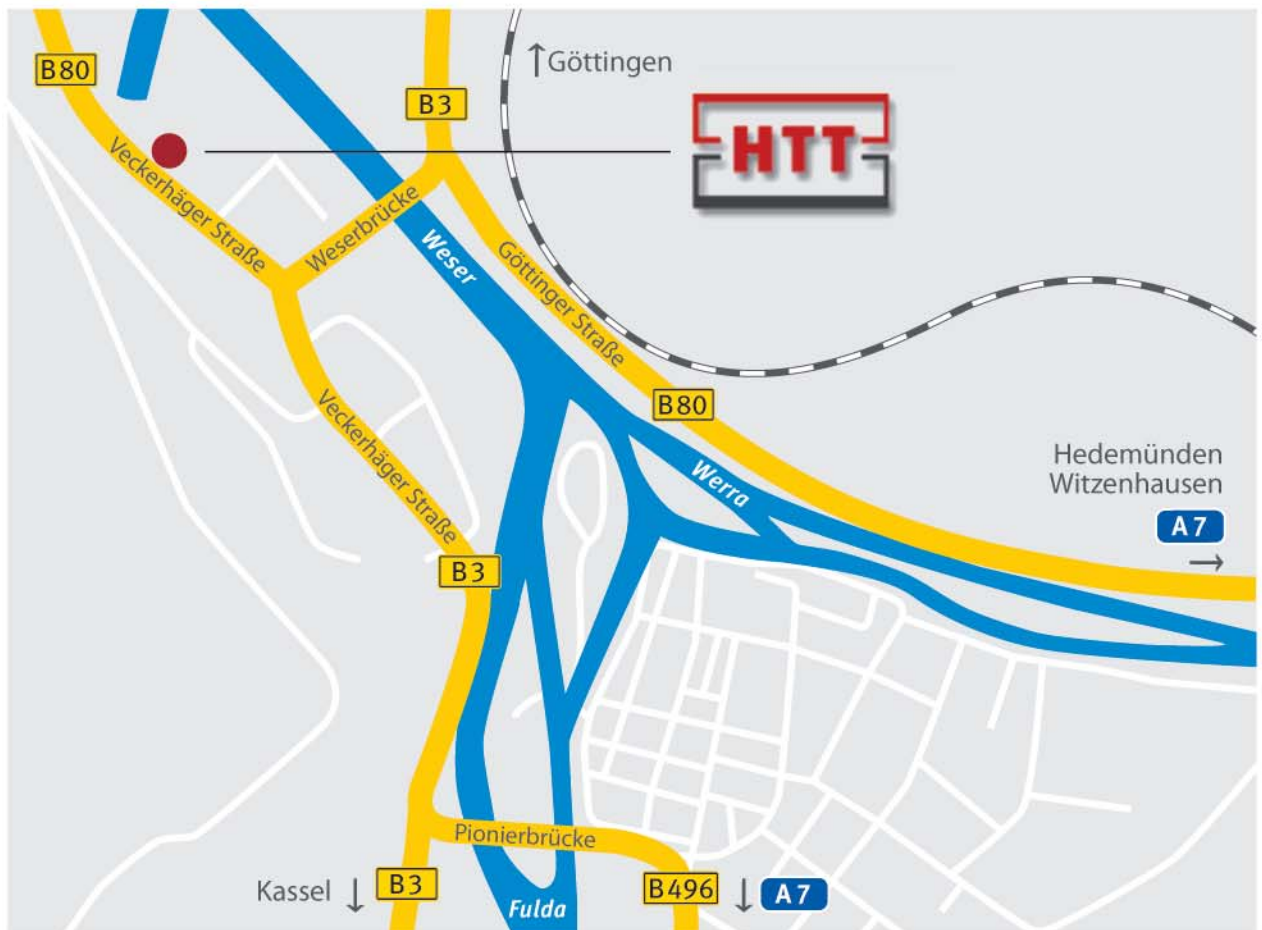 B80
Göttingen
B3
HTT
Veckerhäger Straße
Weserbrücke
Weser
Göttinger Straße
B80
Veckerhäger Straße
Werra
Hedemünden
Witzenhausen
A7
B3
Pionierbrücke
Kassel
B3
Fulda
B496
A7